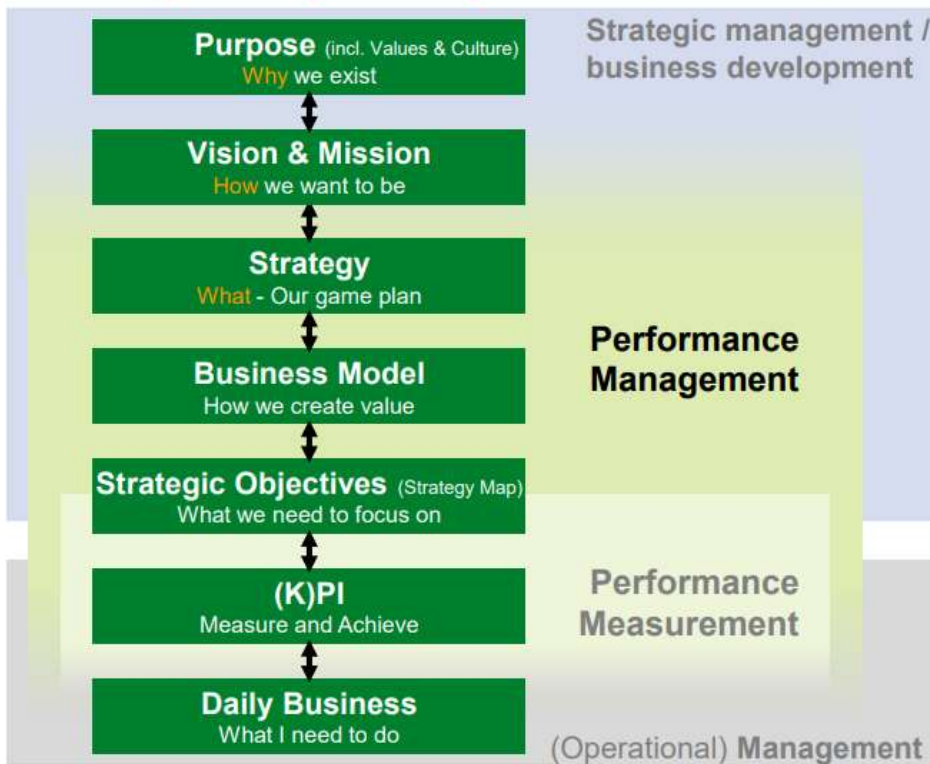 Purpose (incl. Values & Culture)
Why we exist
Strategic management /
business development
Vision & Mission
How we want to be
Strategy
What - Our game plan
Performance
Management
Business Model
How we create value
Strategic Objectives (Strategy Map)
What we need to focus on
(K)PI
Measure and Achieve
Performance
Measurement
Daily Business
What I need to do
(Operational) Management